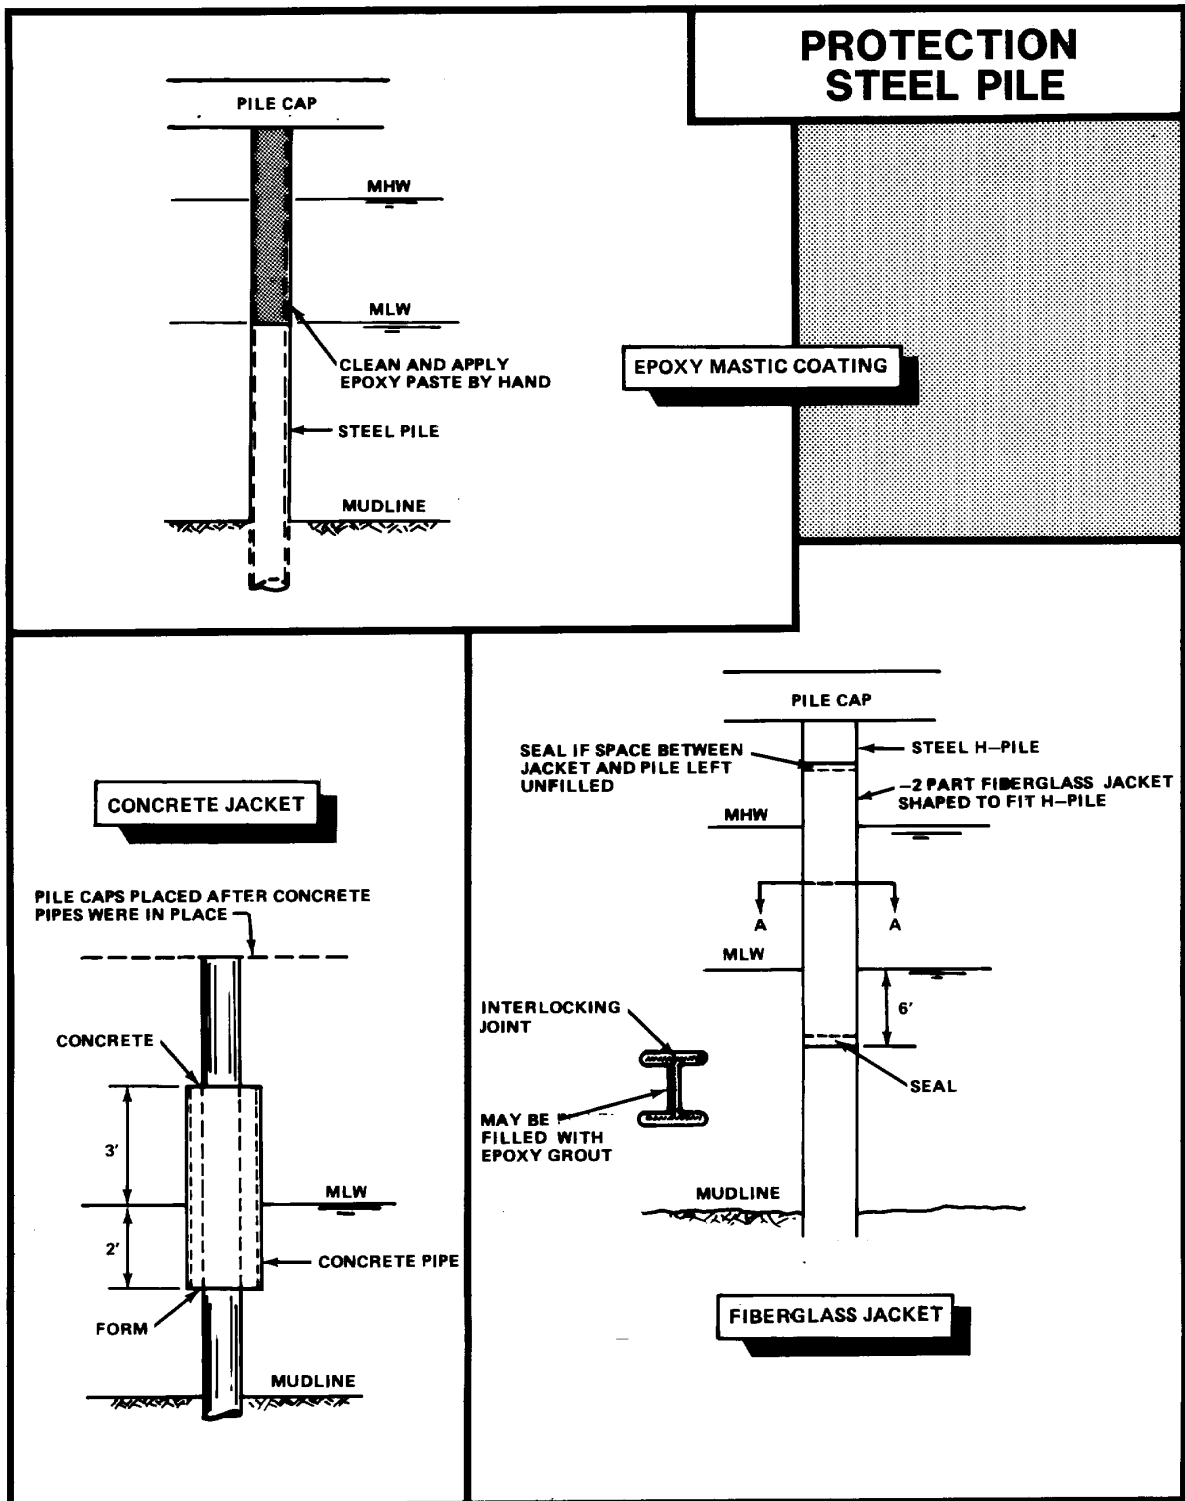 PROTECTION
STEEL PILE
PILE CAP
MHW
MLW
CLEAN AND APPLY
EPOXY PASTE BY HAND
STEEL PILE
MUDLINE
EPOXY MASTIC COATING
CONCRETE JACKET
PILE CAPS PLACED AFTER CONCRETE
PIPES WERE IN PLACE
CONCRETE
3'
MLW
2'
CONCRETE PIPE
FORM
MUDLINE
PILE CAP
SEAL IF SPACE BETWEEN
JACKET AND PILE LEFT
UNFILLED
STEEL H-PILE
-2 PART FIBERGLASS JACKET
SHAPED TO FIT H-PILE
MHW
A
A
MLW
6'
INTERLOCKING
JOINT
SEAL
MAY BE
FILLED WITH
EPOXY GROUT
MUDLINE
FIBERGLASS JACKET